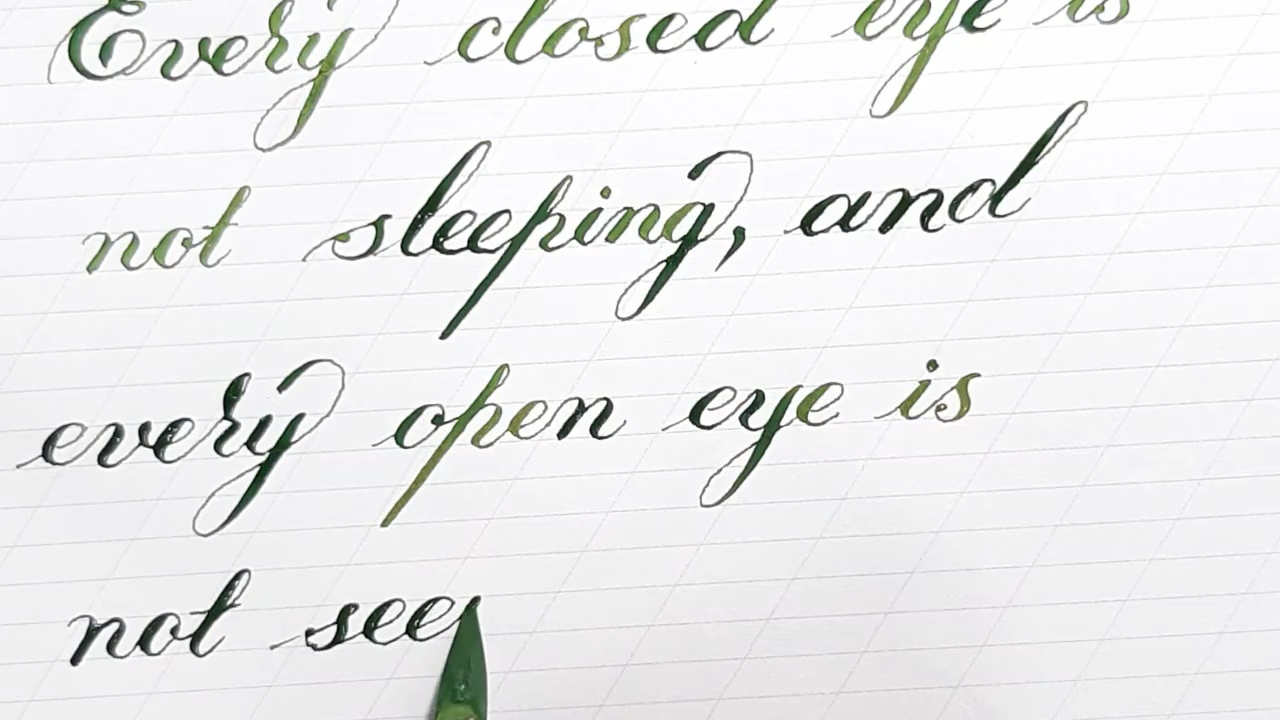 Every closed eye is
not sleeping, and
every open eye is
not see